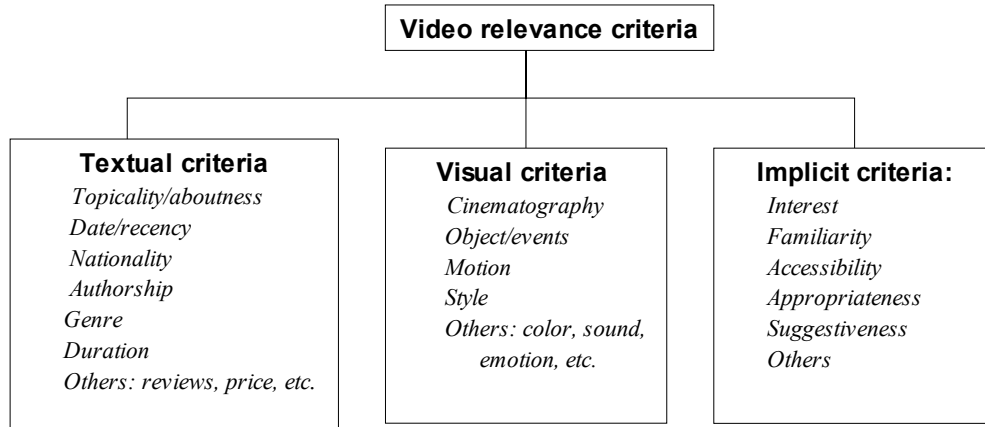 Video relevance criteria
Textual criteria
Topicality/aboutness
Date/recency
Nationality
Authorship
Genre
Duration
Others: reviews, price, etc.
Visual criteria
Cinematography
Object/events
Motion
Style
Others: color, sound,
emotion, etc.
Implicit criteria:
Interest
Familiarity
Accessibility
Appropriateness
Suggestiveness
Others